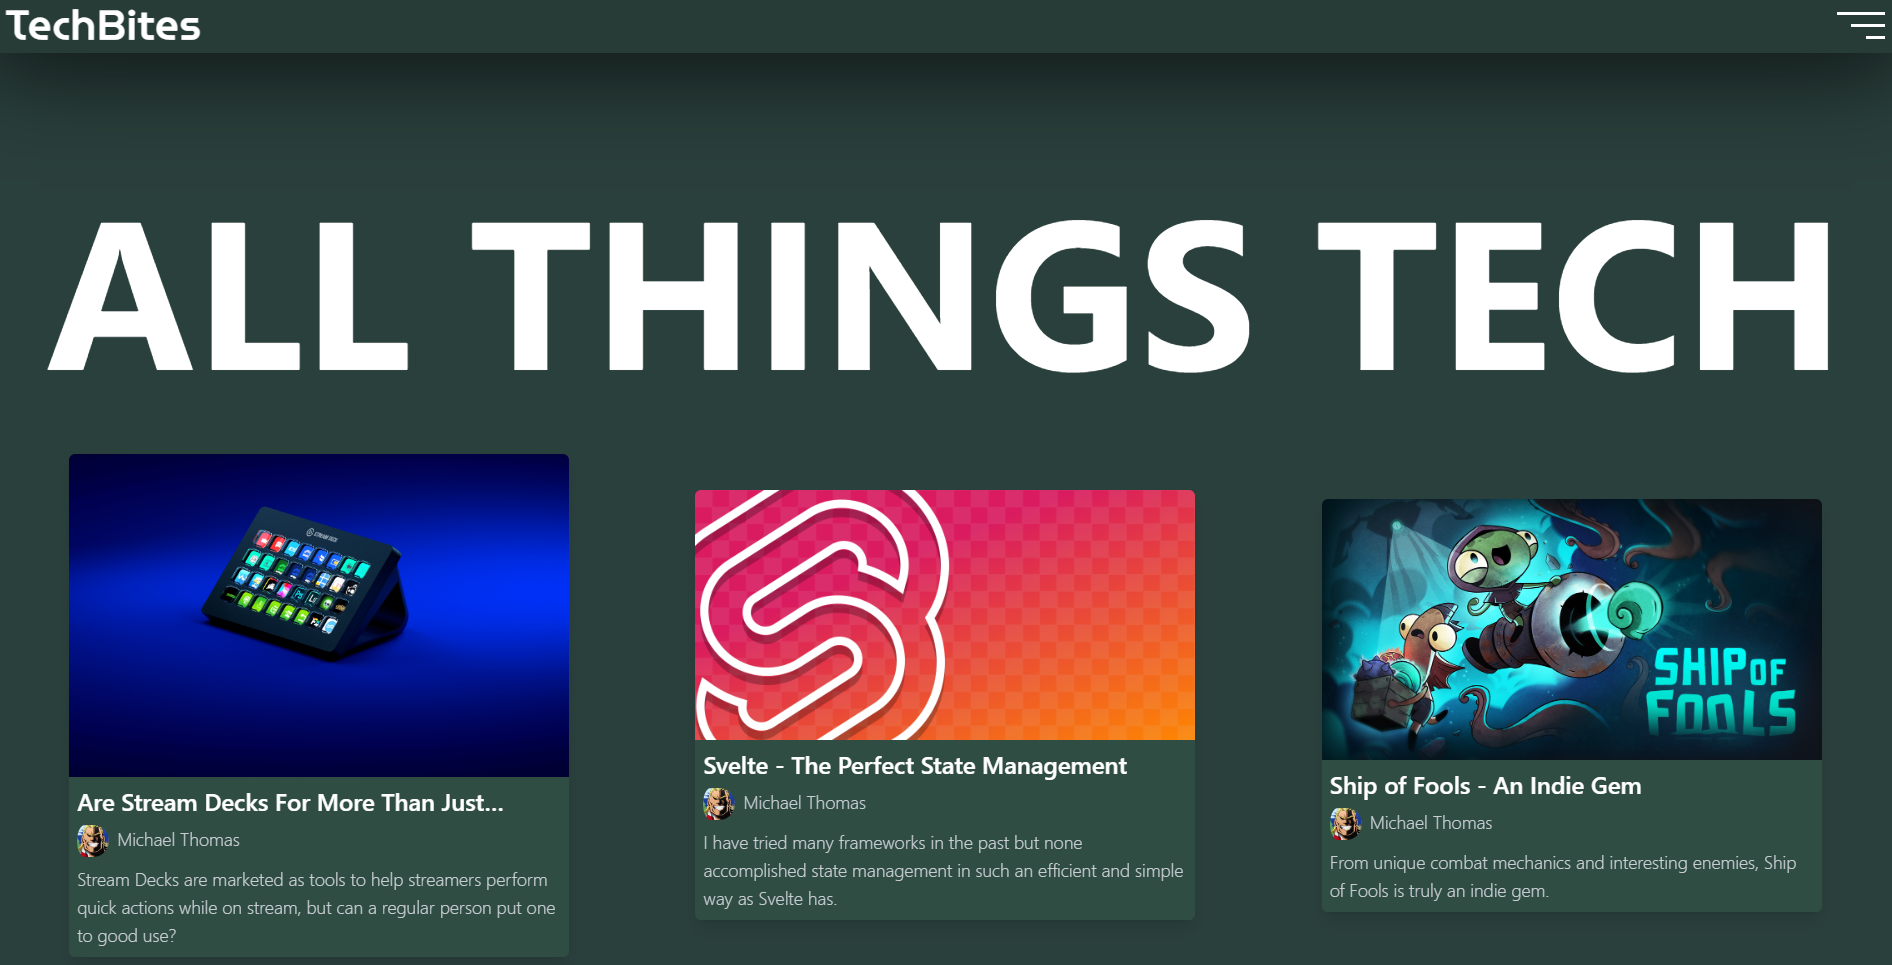 TechBites
ALL THINGS TECH
STREAM DECK
Are Stream Decks For More Than Just...
Michael Thomas
Stream Decks are marketed as tools to help streamers perform
quick actions while on stream, but can a regular person put one
to good use?
Svelte - The Perfect State Management
Michael Thomas
I have tried many frameworks in the past but none
accomplished state management in such an efficient and simple
way as Svelte has.
SHIP OF
FOOLS
Ship of Fools - An Indie Gem
Michael Thomas
From unique combat mechanics and interesting enemies, Ship
of Fools is truly an indie gem.